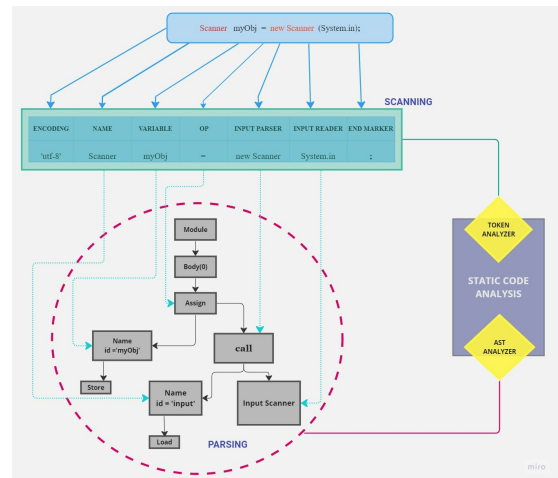 Scanner myObj = new Scanner (System.in);
SCANNING
ENCODING NAME VARIABLE OP INPUT PARSER INPUT READER END MARKER
'utf-8' Scanner myObj = new Scanner System.in ;
Module
Body(0)
Assign
Name
id ='myObj'
call
Store
Name
id = 'input'
Input Scanner
Load
PARSING
TOKEN
ANALYZER
STATIC CODE
ANALYSIS
AST
ANALYZER
miro